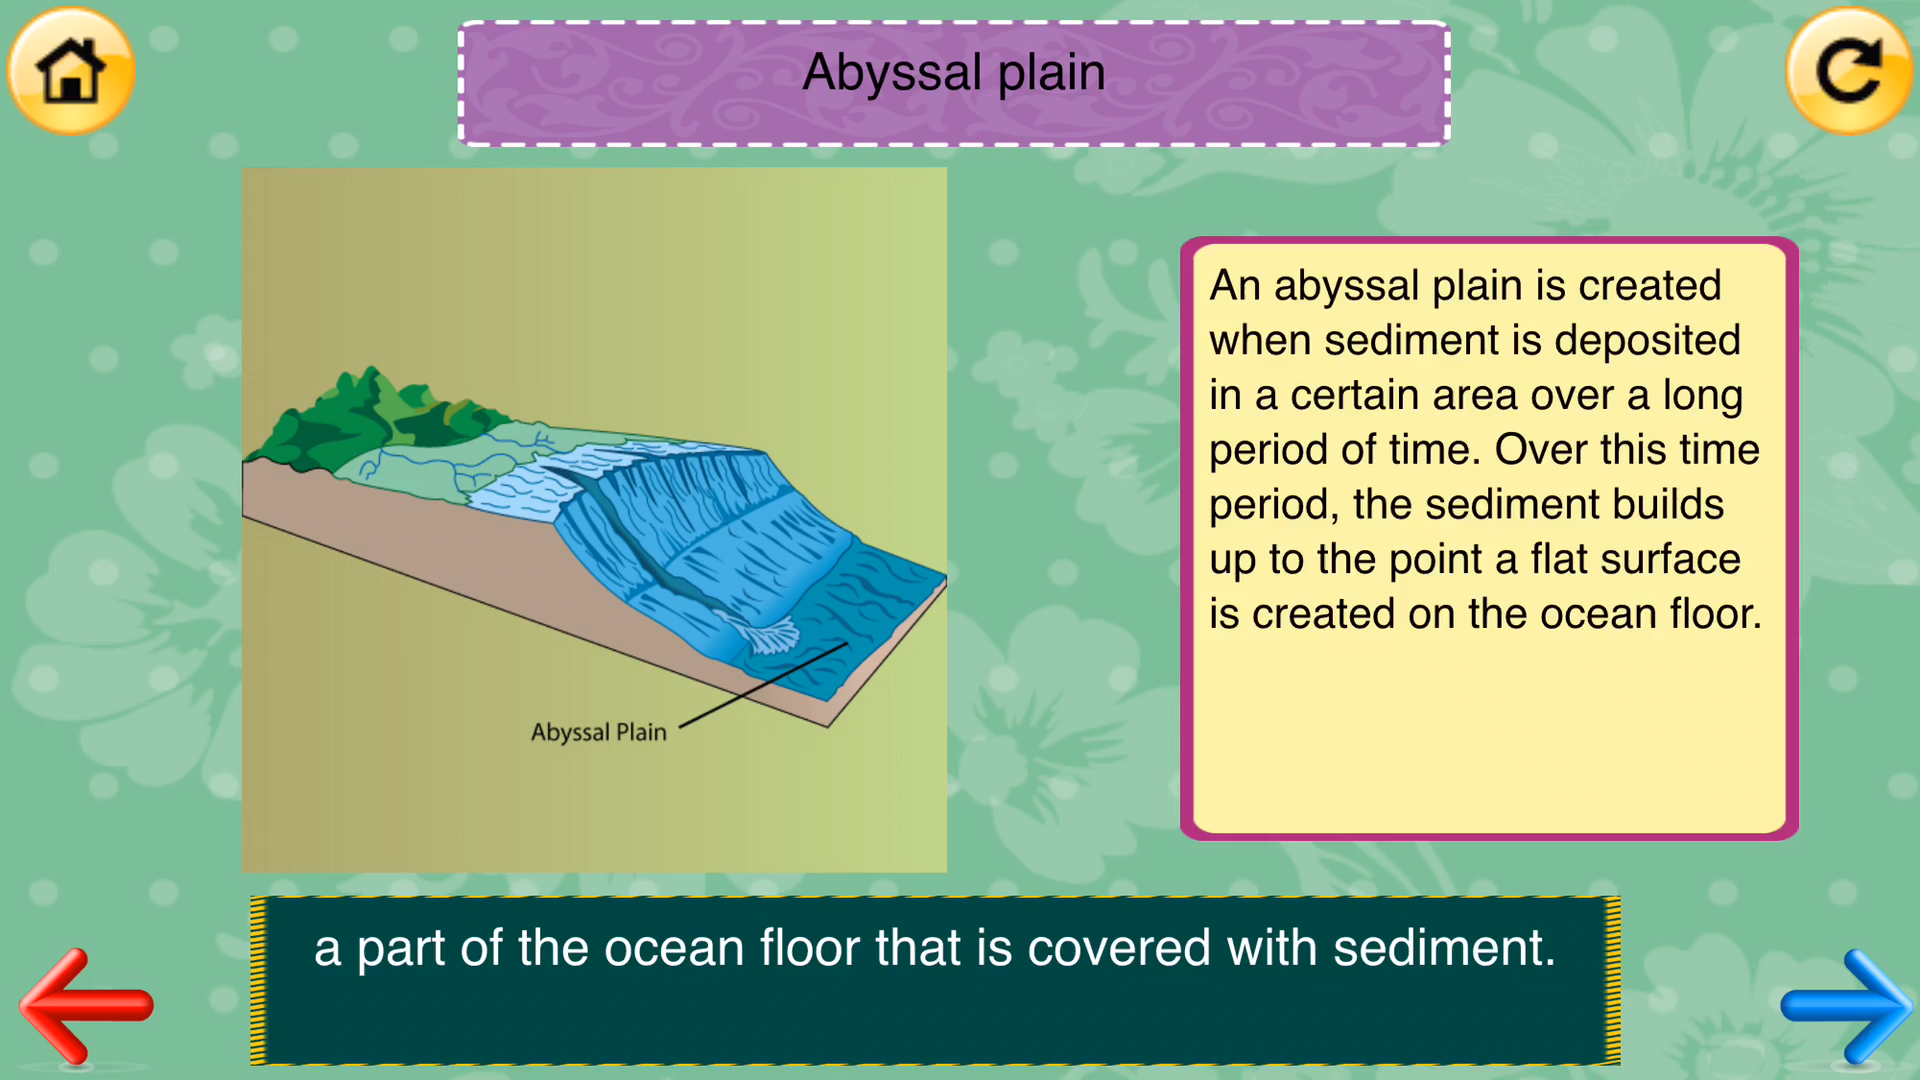 Abyssal plain
An abyssal plain is created
when sediment is deposited
in a certain area over a long
period of time. Over this time
period, the sediment builds
up to the point a flat surface
is created on the ocean floor.
Abyssal Plain
a part of the ocean floor that is covered with sediment.